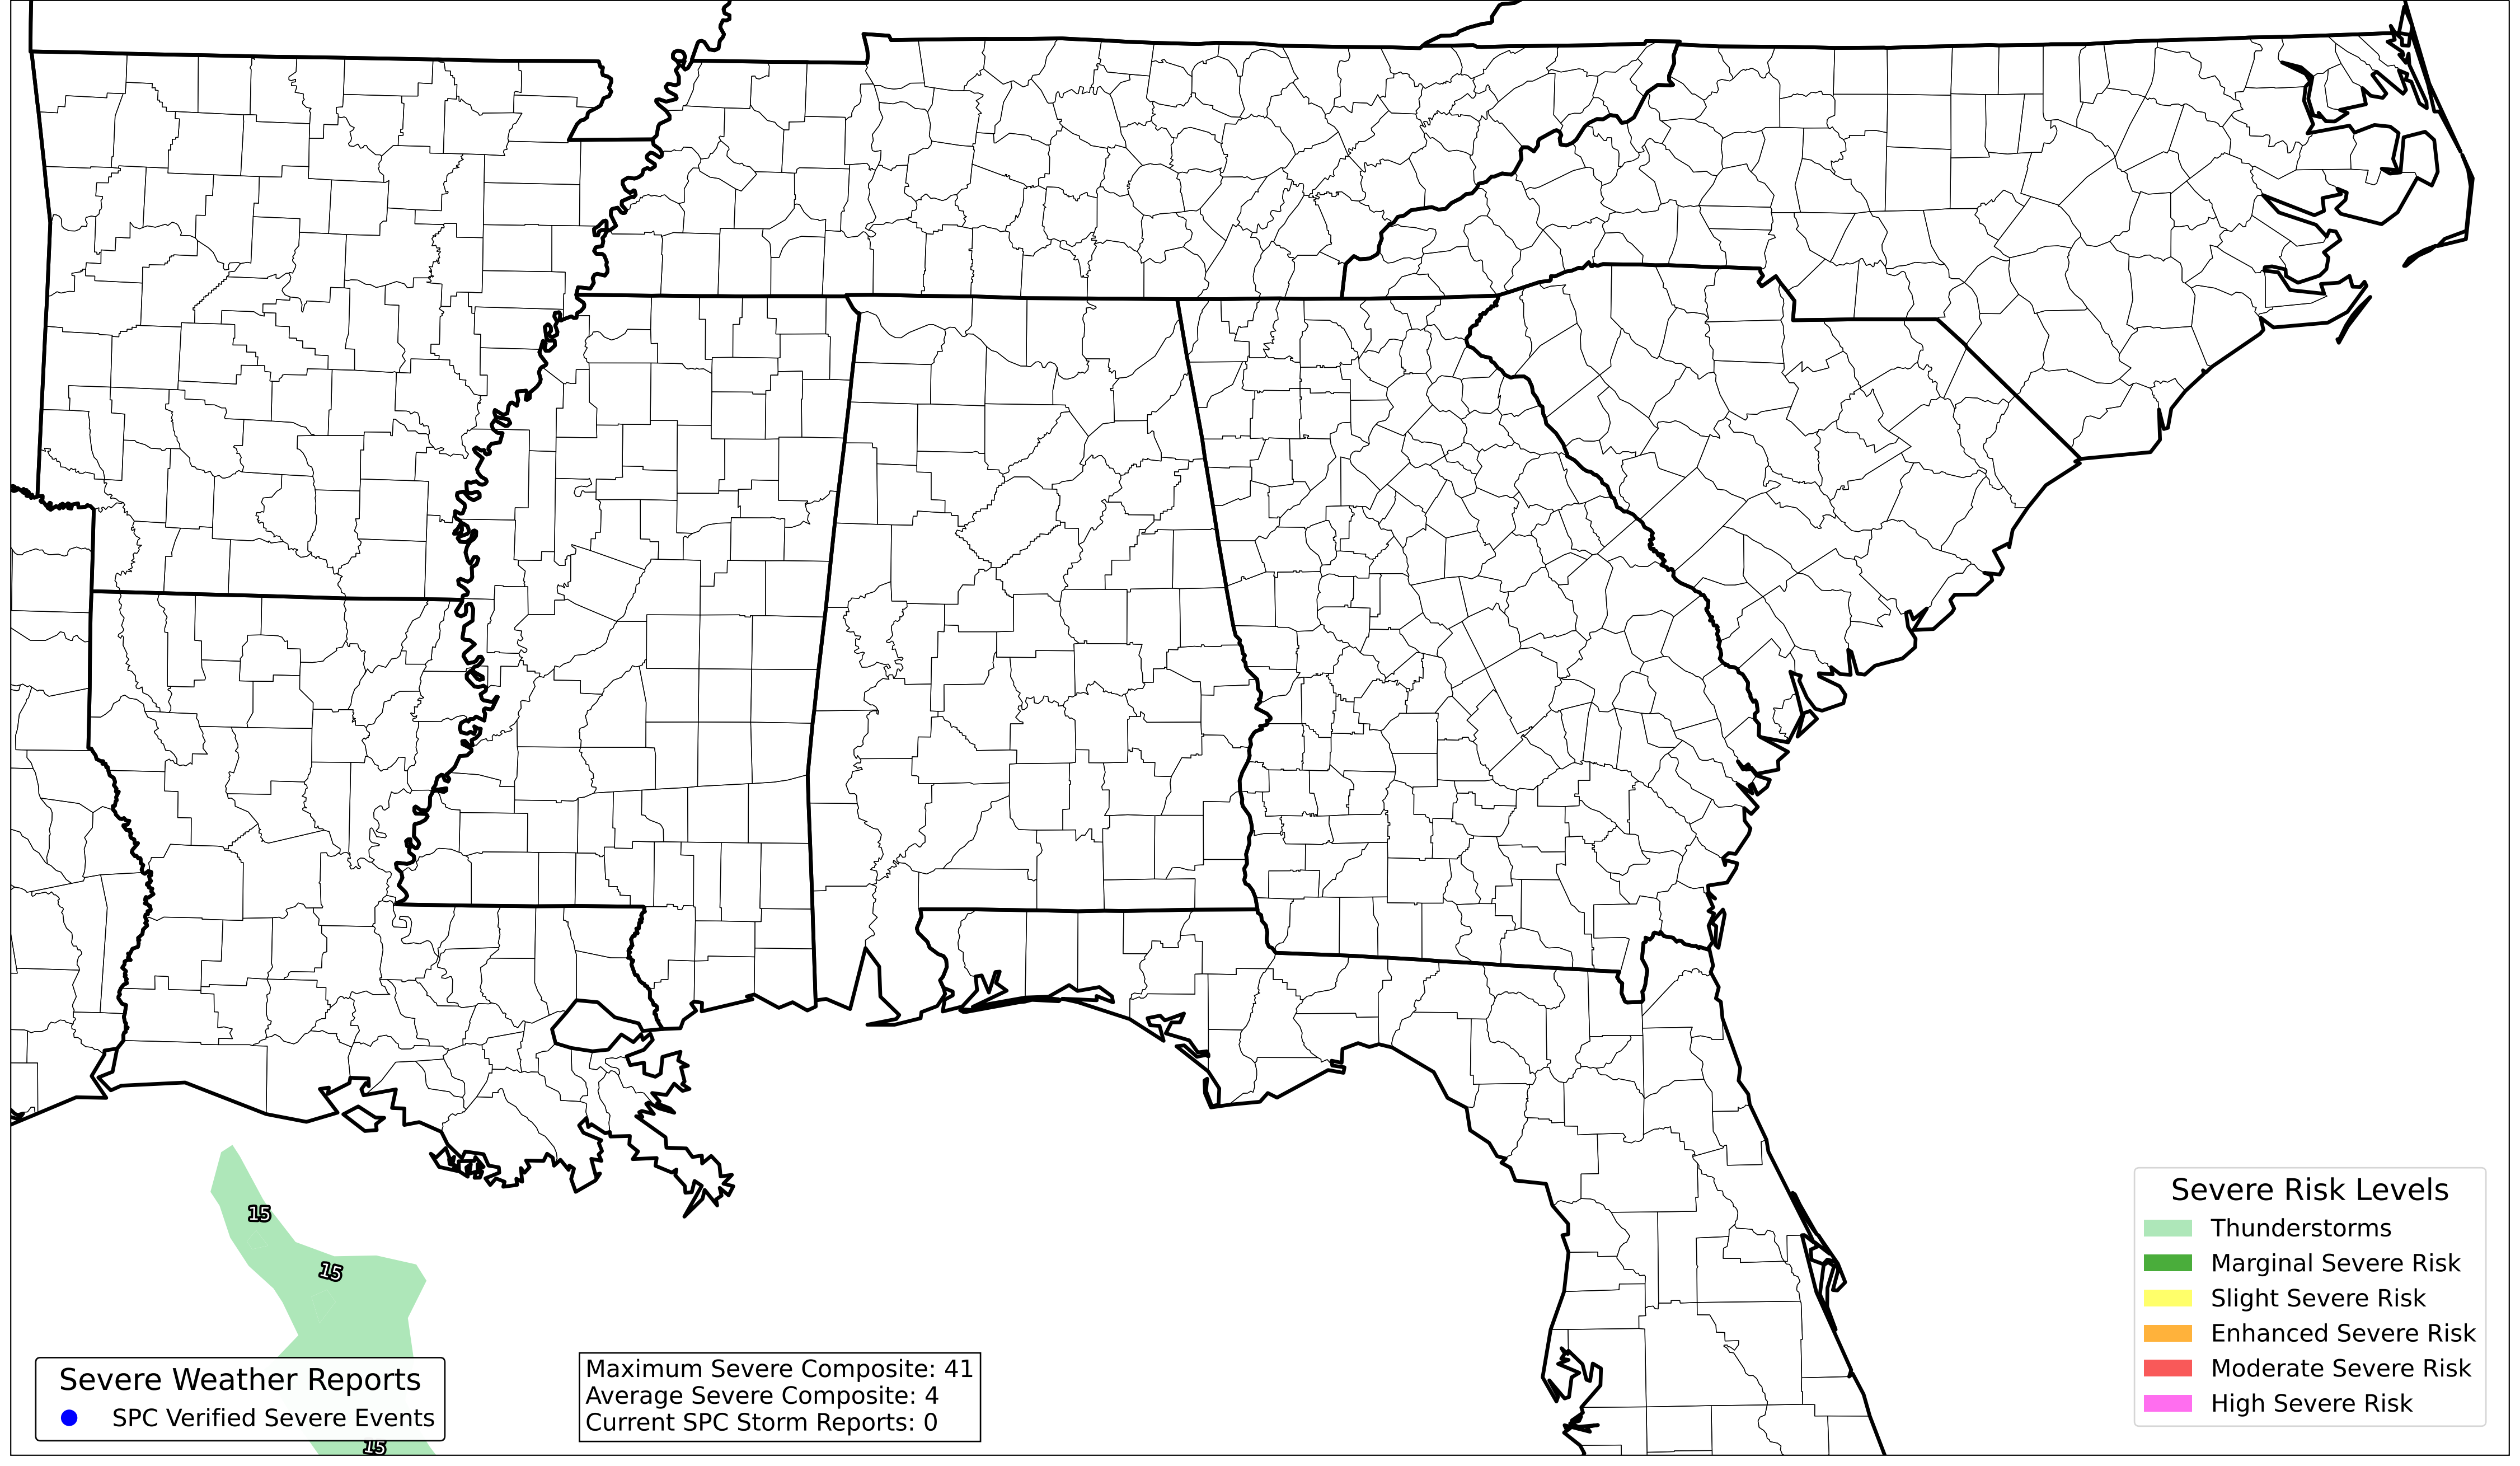 15
15
Severe Weather Reports
SPC Verified Severe Events
15
Maximum Severe Composite: 41
Average Severe Composite: 4
Current SPC Storm Reports: 0
Severe Risk Levels
Thunderstorms
Marginal Severe Risk
Slight Severe Risk
Enhanced Severe Risk
Moderate Severe Risk
High Severe Risk